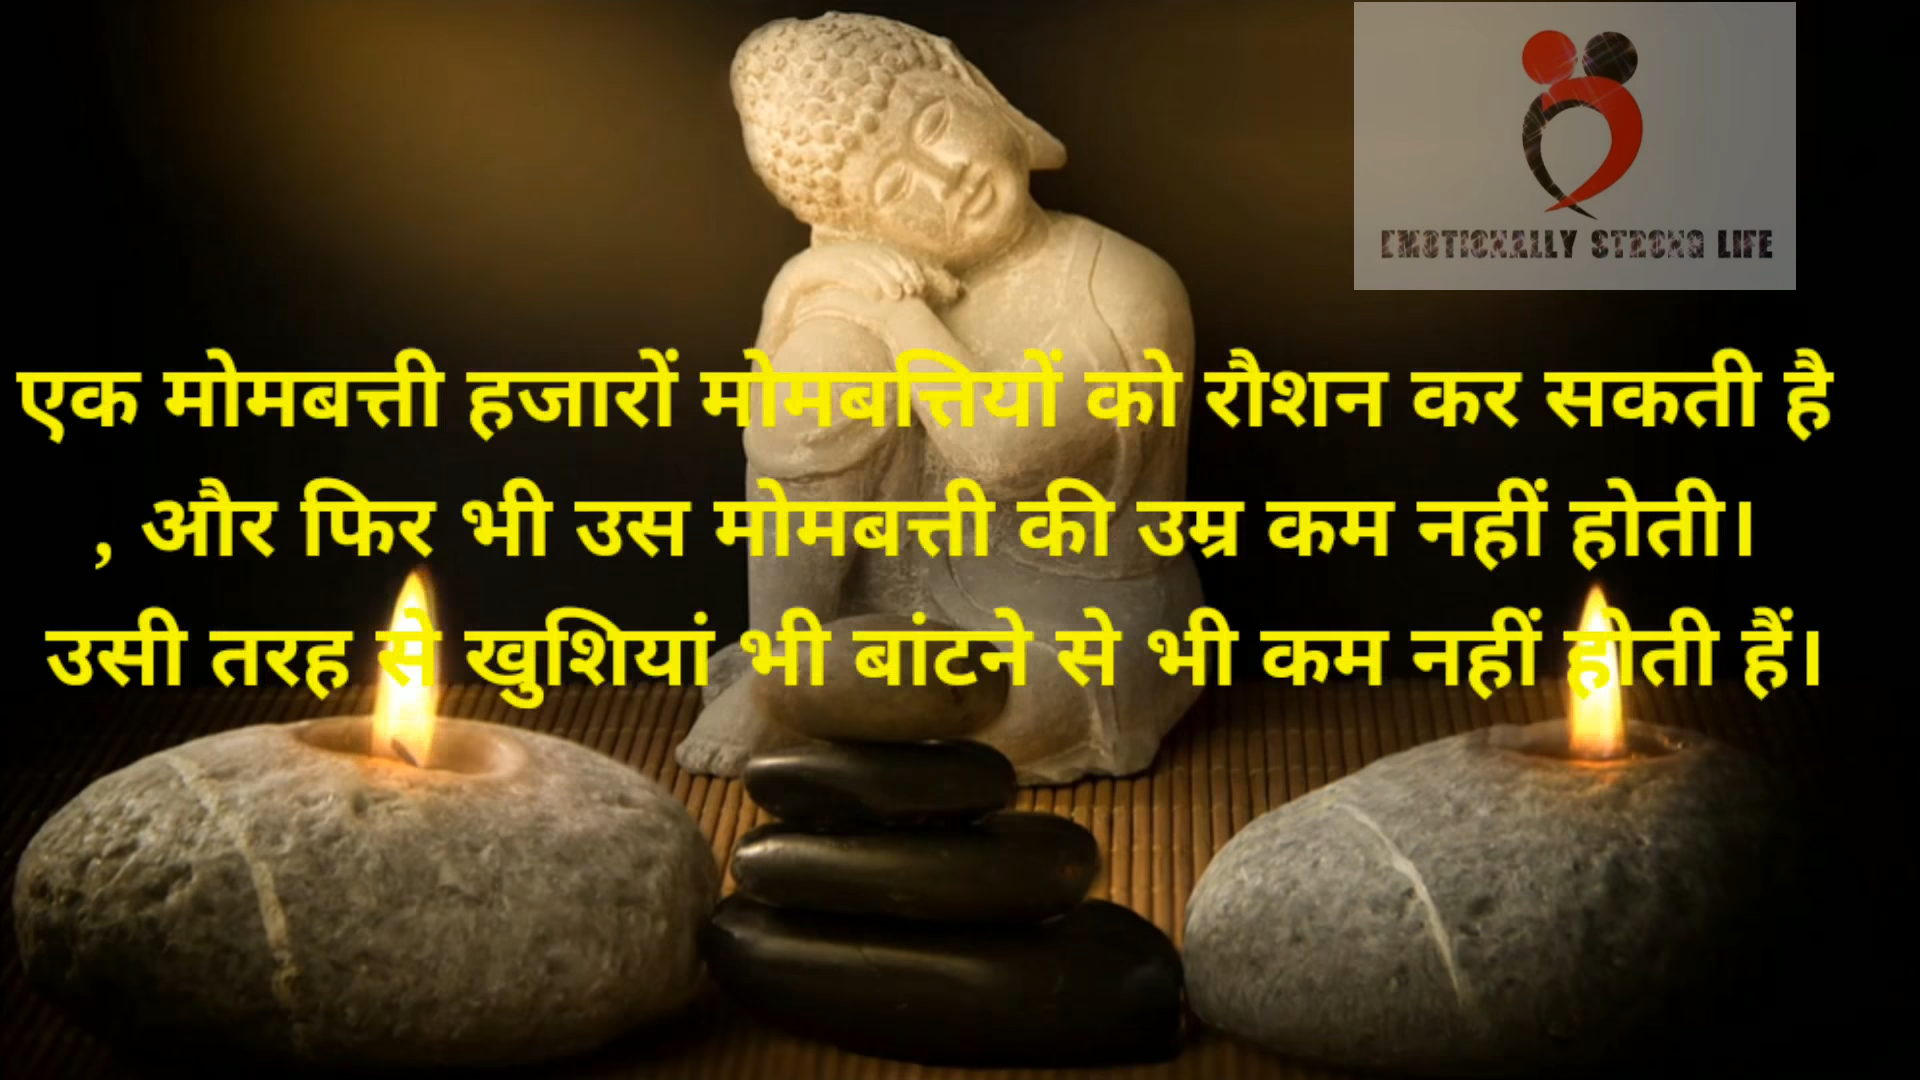 EMOTIONALLY STRONG LIFE
एक मोमबत्ती हजारों मोमबत्तियों को रौशन कर सकती है
, और फिर भी उस मोमबत्ती की उम्र कम नहीं होती।
उसी तरह से खुशियां भी बांटने से भी कम नहीं होती हैं।